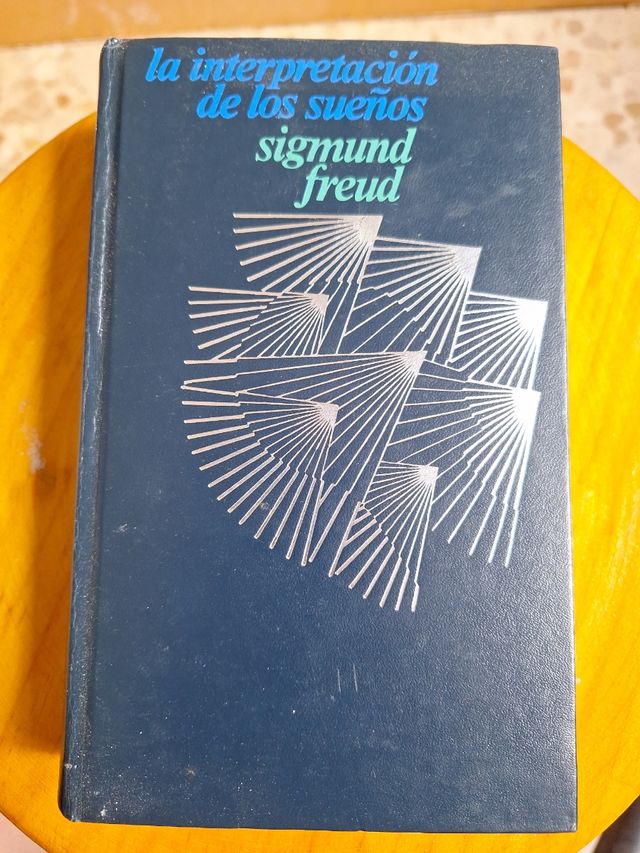 la interpretación
de los sueños
sigmund
freud